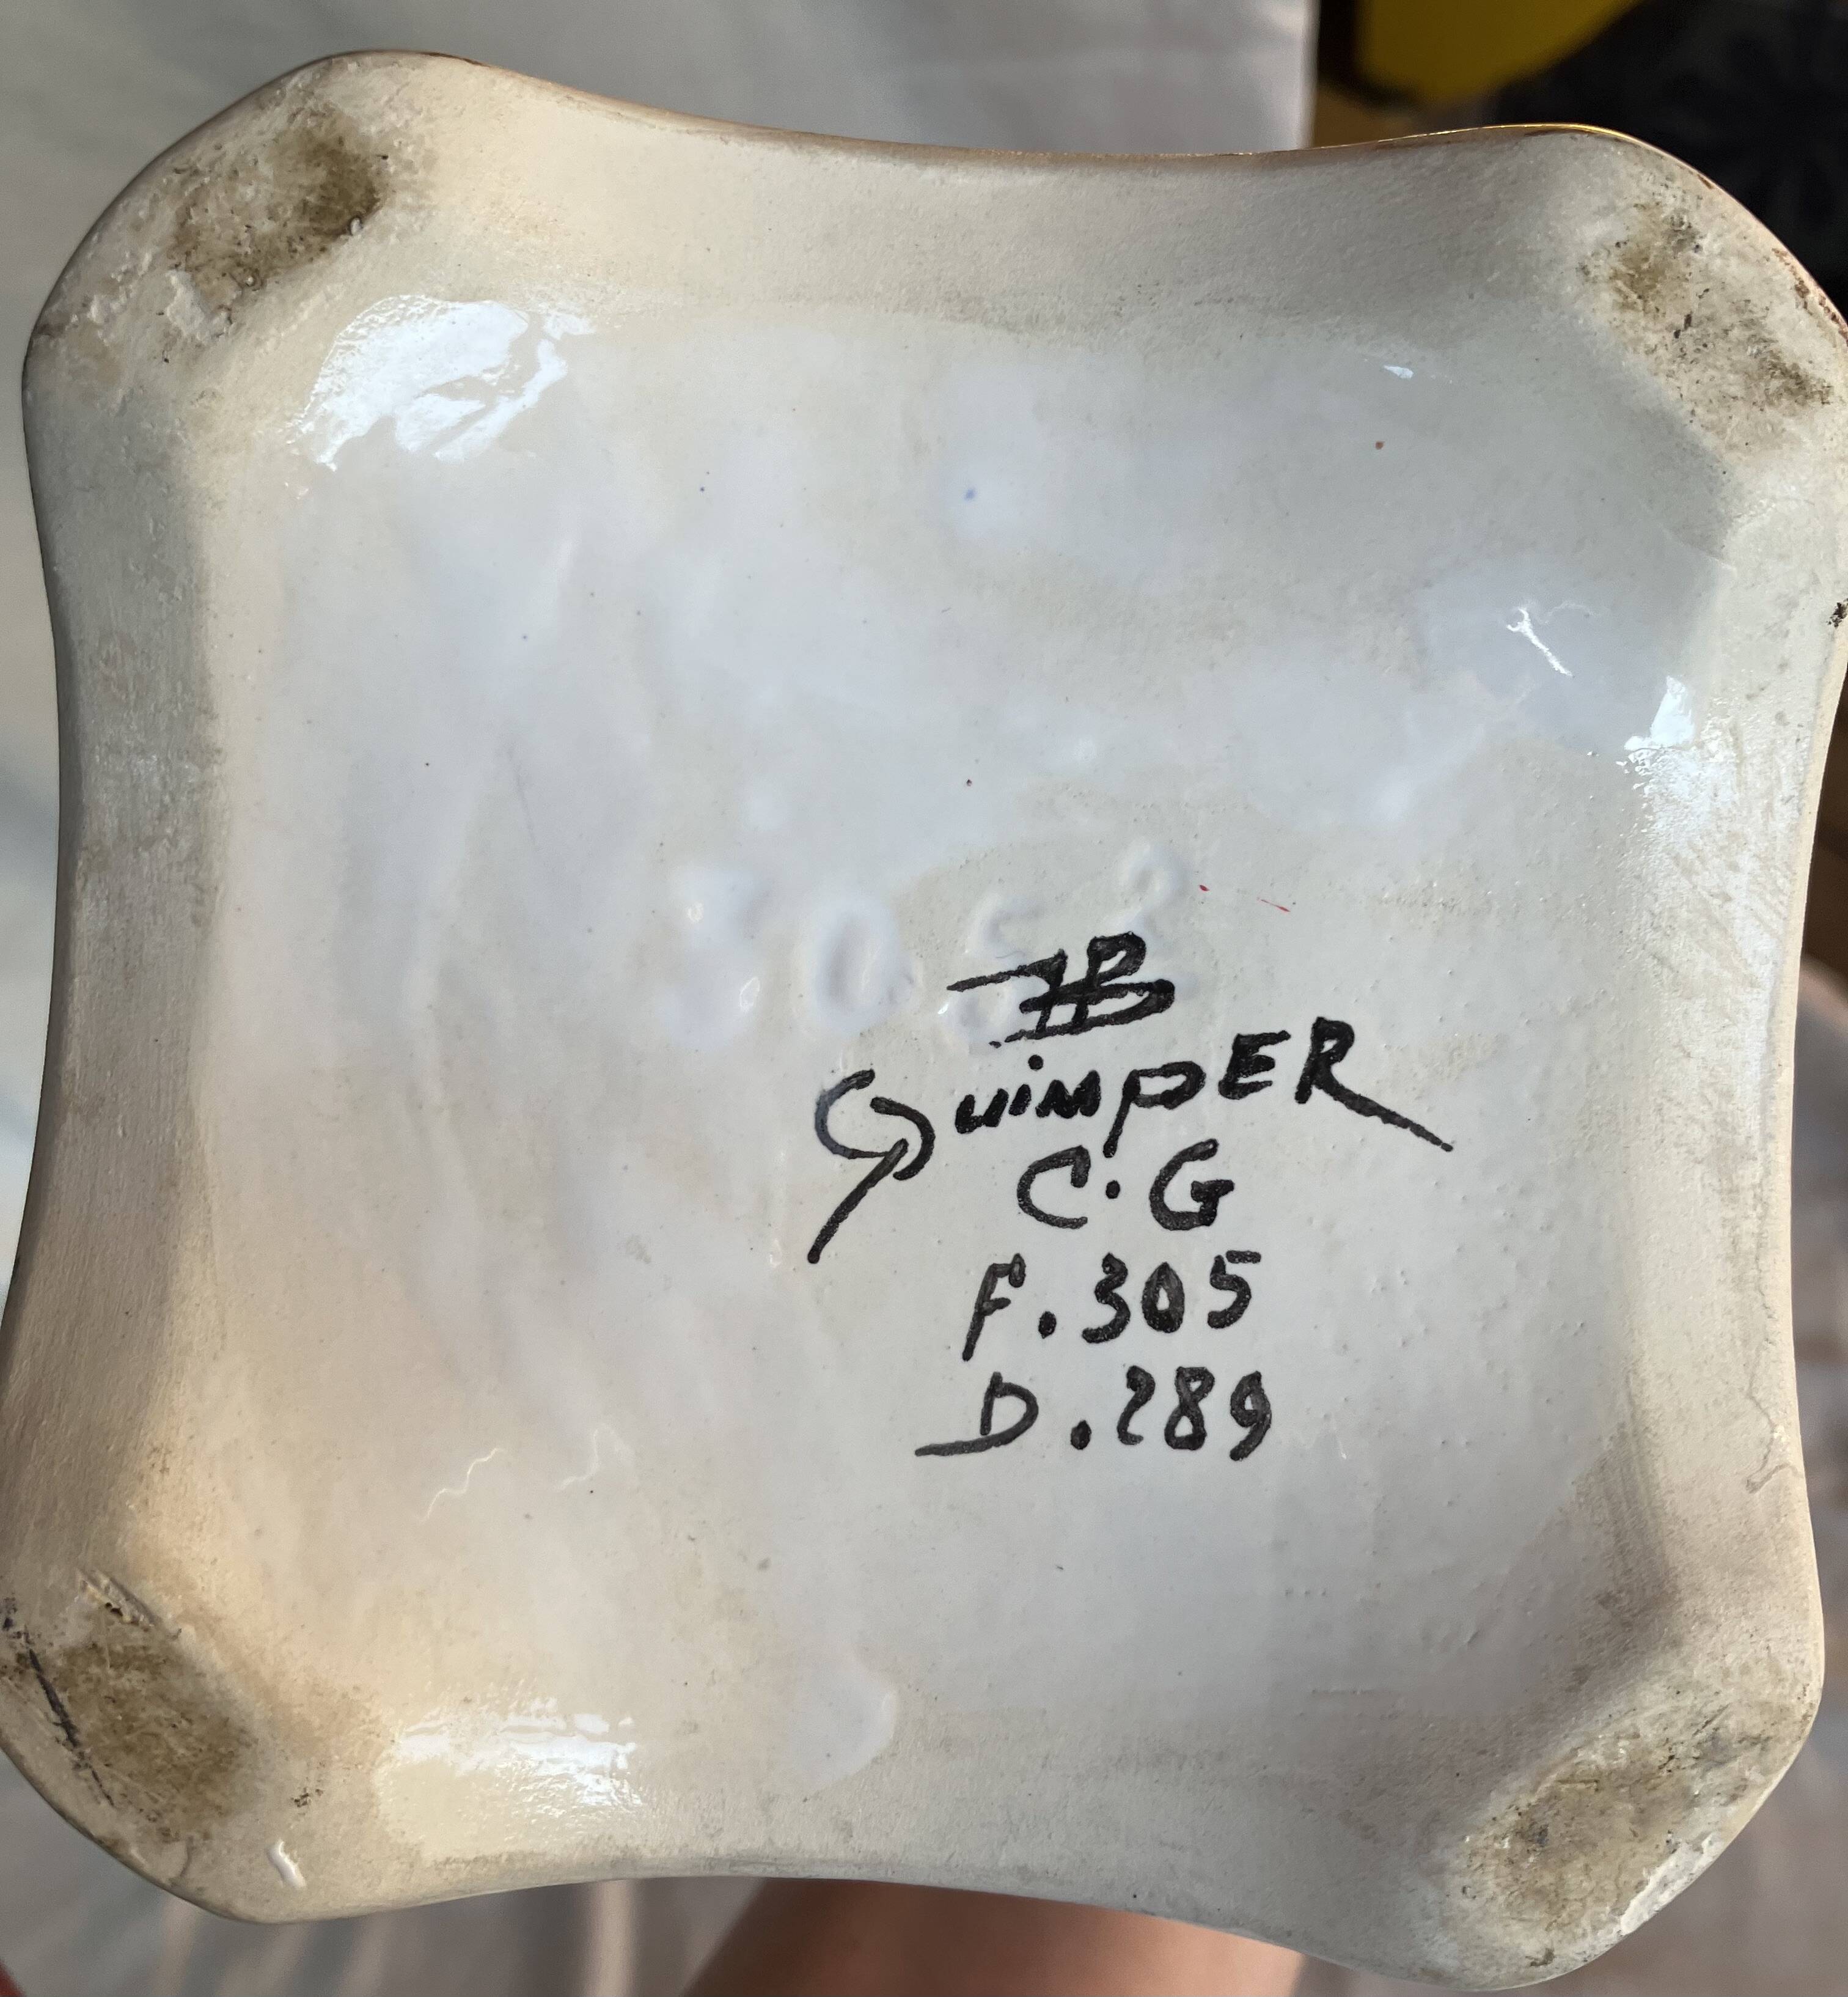 HB
QuimpER
C.G
F.305
D.289